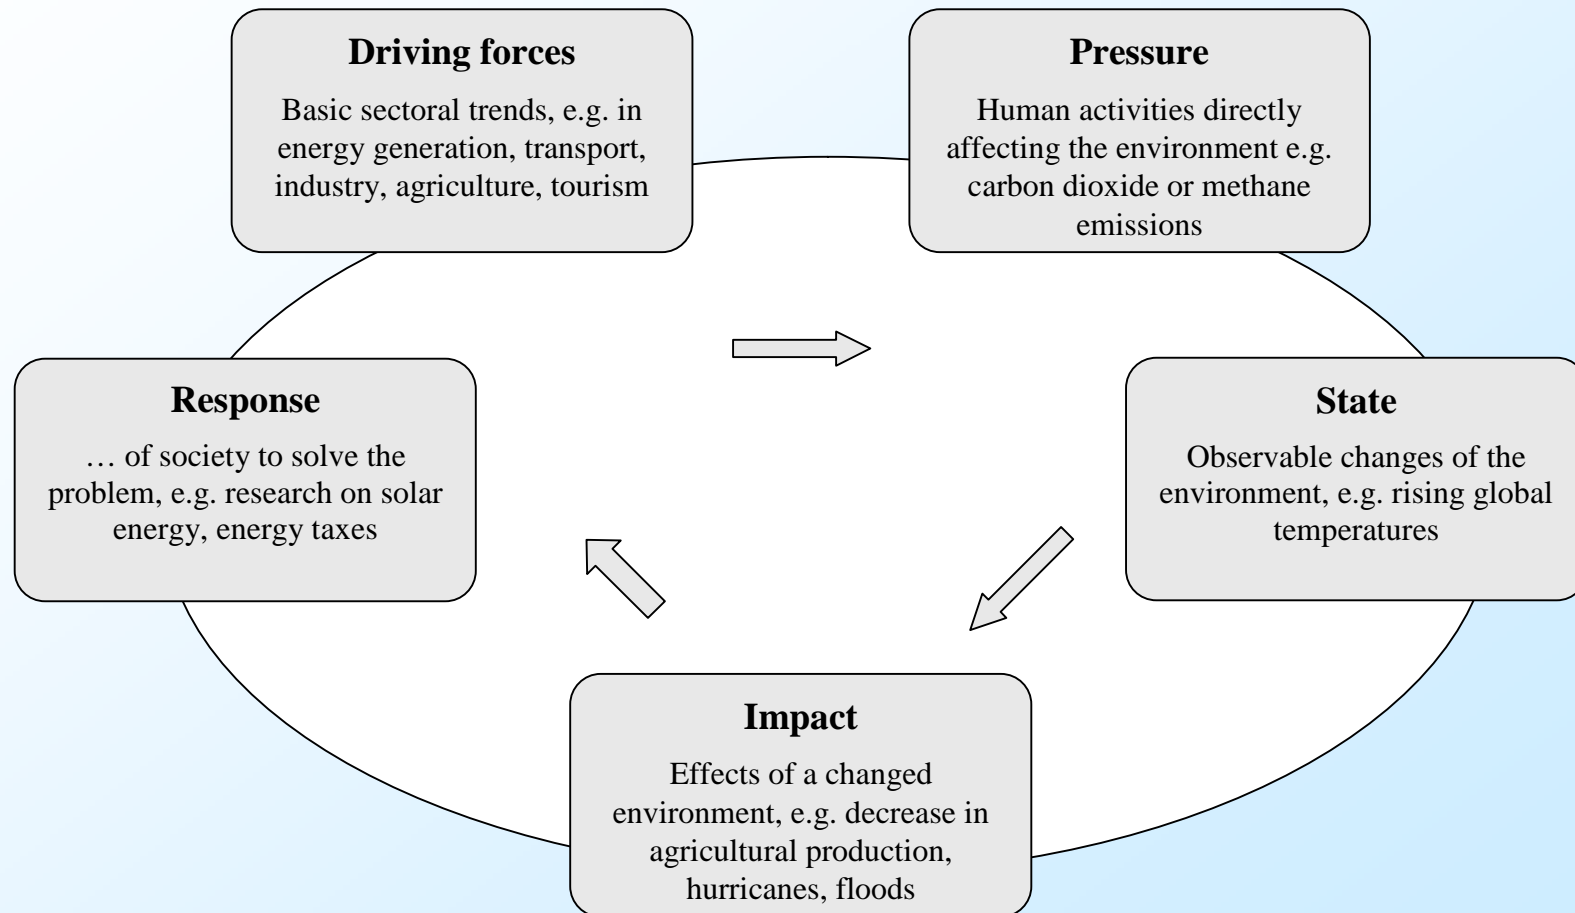 Driving forces
Basic sectoral trends, e.g. in
energy generation, transport,
industry, agriculture, tourism
Pressure
Human activities directly
affecting the environment e.g.
carbon dioxide or methane
emissions
Response
… of society to solve the
problem, e.g. research on solar
energy, energy taxes
State
Observable changes of the
environment, e.g. rising global
temperatures
Impact
Effects of a changed
environment, e.g. decrease in
agricultural production,
hurricanes, floods